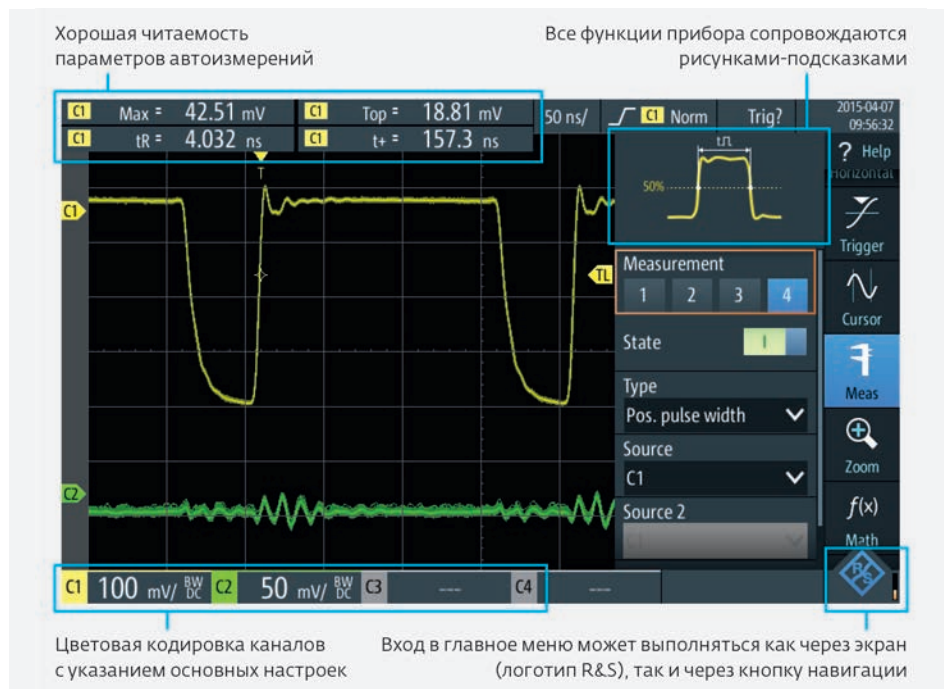 Хорошая читаемость
параметров автоизмерений
Все функции прибора сопровождаются
рисунками-подсказками
C1 Max = 42.51 mV C1 Top = 18.81 mV 50 ns/ C1 Norm Trig? 2015-04-07
C1 tR = 4.032 ns C1 t+ = 157.3 ns 09:56:32
? Help
Horizontal
T
t
50%
C1
Trigger
TL
Measurement
1 2 3 4
Cursor
State I
Meas
Type
Pos. pulse width
Source
C1
Zoom
C2
Source 2
f(x)
Math
R&S
C1 100 mV/ BW DC C2 50 mV/ BW DC C3 --- C4 ---
Цветовая кодировка каналов
с указанием основных настроек
Вход в главное меню может выполняться как через экран
(логотип R&S), так и через кнопку навигации